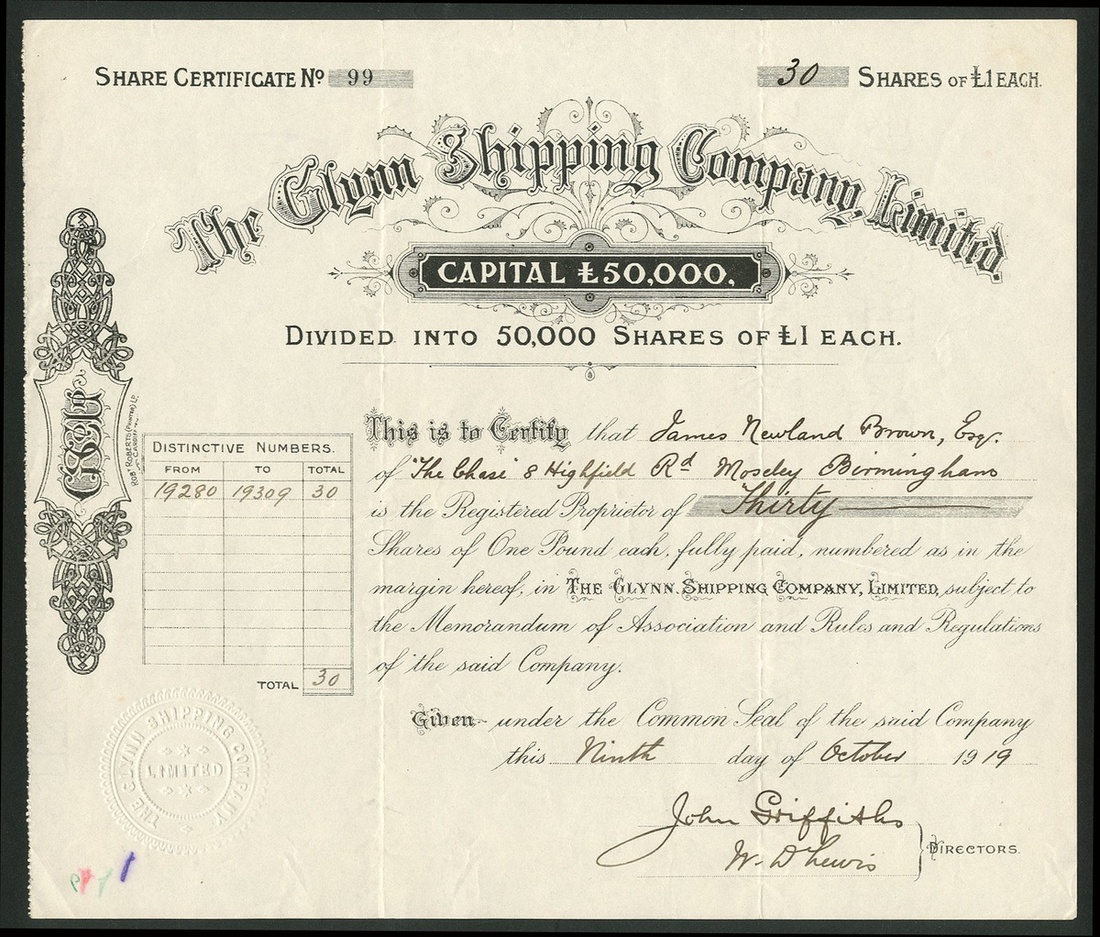 SHARE CERTIFICATE No 99
30 SHARES OF £1 EACH.
The Glynn Shipping Company, Limited.
CAPITAL £50,000,
DIVIDED INTO 50,000 SHARES OF £1 EACH.
ROBT ROBERTS (PRINTER) LD
CARDIFF
DISTINCTIVE NUMBERS.
FROM TO TOTAL
19280 19309 30
TOTAL 30
This is to Certify that James Newland Brown, Esqr.
of "The Chase" 8 Highfield Rd Moseley Birmingham
is the Registered Proprietor of Thirty
Shares of One Pound each, fully paid, numbered as in the
margin hereof, in THE GLYNN SHIPPING COMPANY, LIMITED, subject to
the Memorandum of Association and Rules and Regulations
of the said Company.
Given under the Common Seal of the said Company
this Ninth day of October 1919
John Griffiths
W. D Lewis
DIRECTORS.
THE GLYNN SHIPPING COMPANY
LIMITED